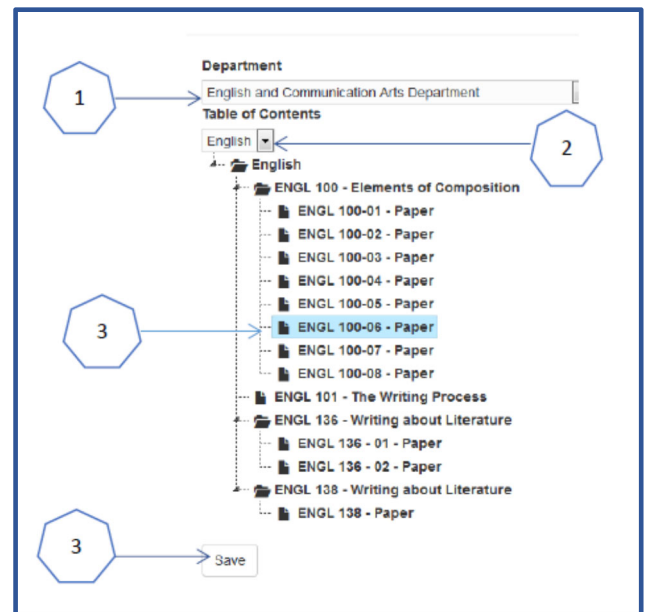 Department
1
English and Communication Arts Department
Table of Contents
English
2
English
ENGL 100 - Elements of Composition
ENGL 100-01 - Paper
ENGL 100-02 - Paper
ENGL 100-03 - Paper
ENGL 100-04 - Paper
ENGL 100-05 - Paper
3
ENGL 100-06 - Paper
ENGL 100-07 - Paper
ENGL 100-08 - Paper
ENGL 101 - The Writing Process
ENGL 136 - Writing about Literature
ENGL 136 - 01 - Paper
ENGL 136 - 02 - Paper
ENGL 138 - Writing about Literature
ENGL 138 - Paper
3
Save